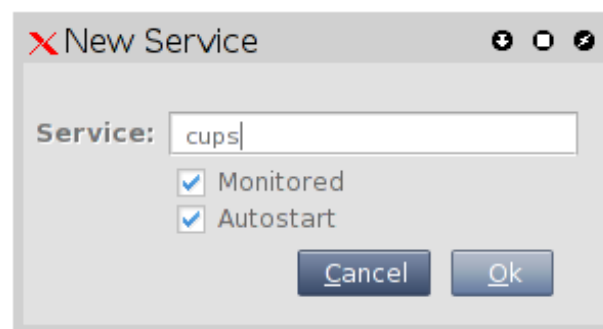 New Service
Service: cups
Monitored
Autostart
Cancel Ok